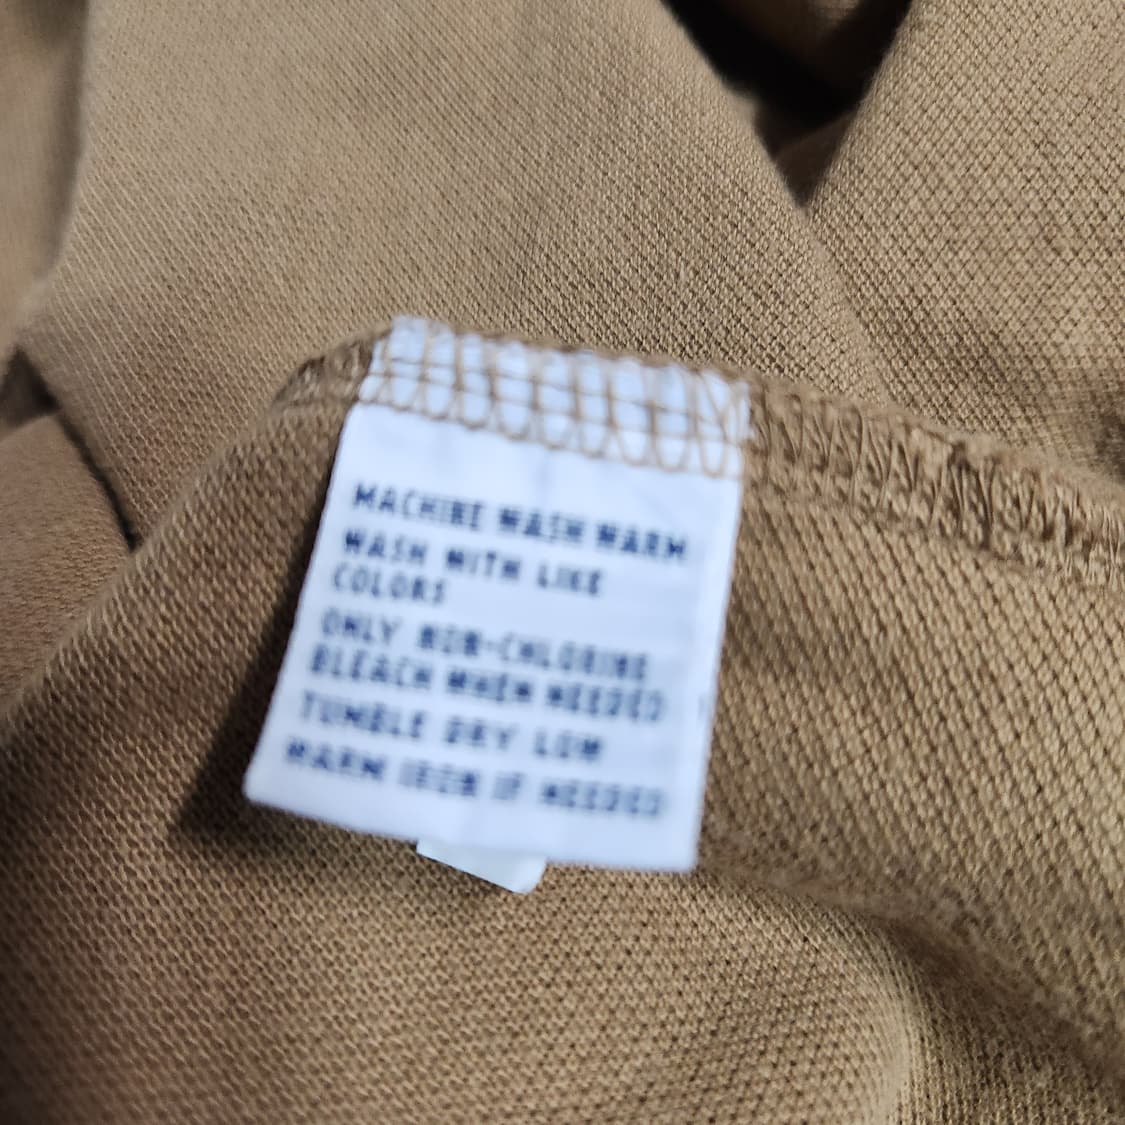 MACHINE WASH WARM
WASH WITH LIKE
COLORS
ONLY NON-CHLORINE
BLEACH WHEN NEEDED
TUMBLE DRY LOW
WARM IRON IF NEEDED